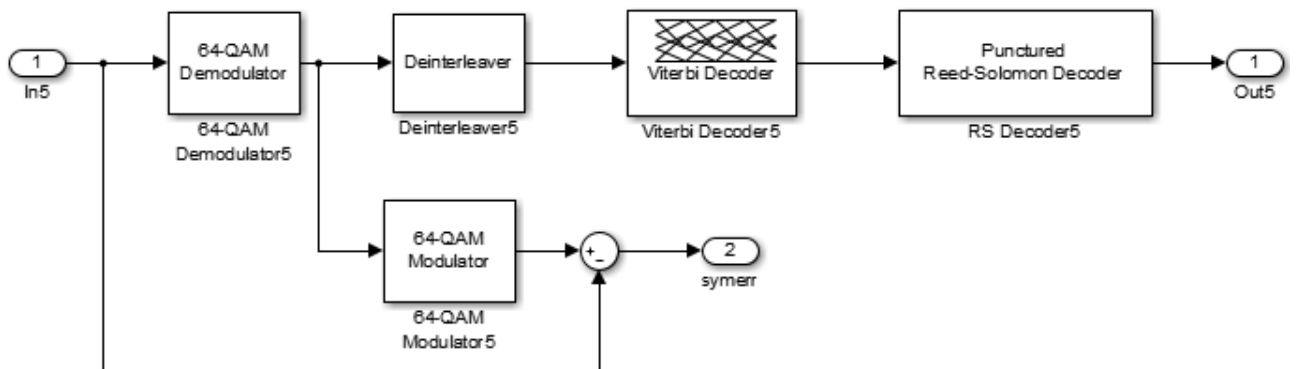 1
In5
64-QAM
Demodulator
64-QAM
Demodulator5
Deinterleaver
Deinterleaver5
Viterbi Decoder
Viterbi Decoder5
Punctured
Reed-Solomon Decoder
RS Decoder5
1
Out5
64-QAM
Modulator
64-QAM
Modulator5
+
−
2
symerr